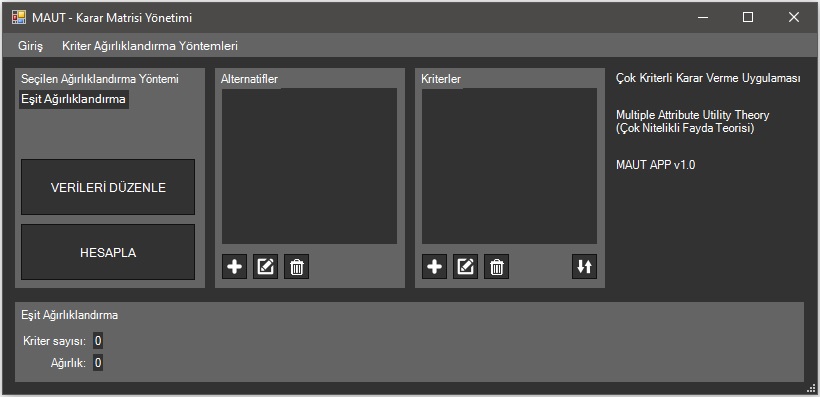 MAUT - Karar Matrisi Yönetimi
Giriş Kriter Ağırlıklandırma Yöntemleri
Seçilen Ağırlıklandırma Yöntemi
Eşit Ağırlıklandırma
VERİLERİ DÜZENLE
HESAPLA
Alternatifler
Kriterler
Çok Kriterli Karar Verme Uygulaması
Multiple Attribute Utility Theory
(Çok Nitelikli Fayda Teorisi)
MAUT APP v1.0
Eşit Ağırlıklandırma
Kriter sayısı: 0
Ağırlık: 0